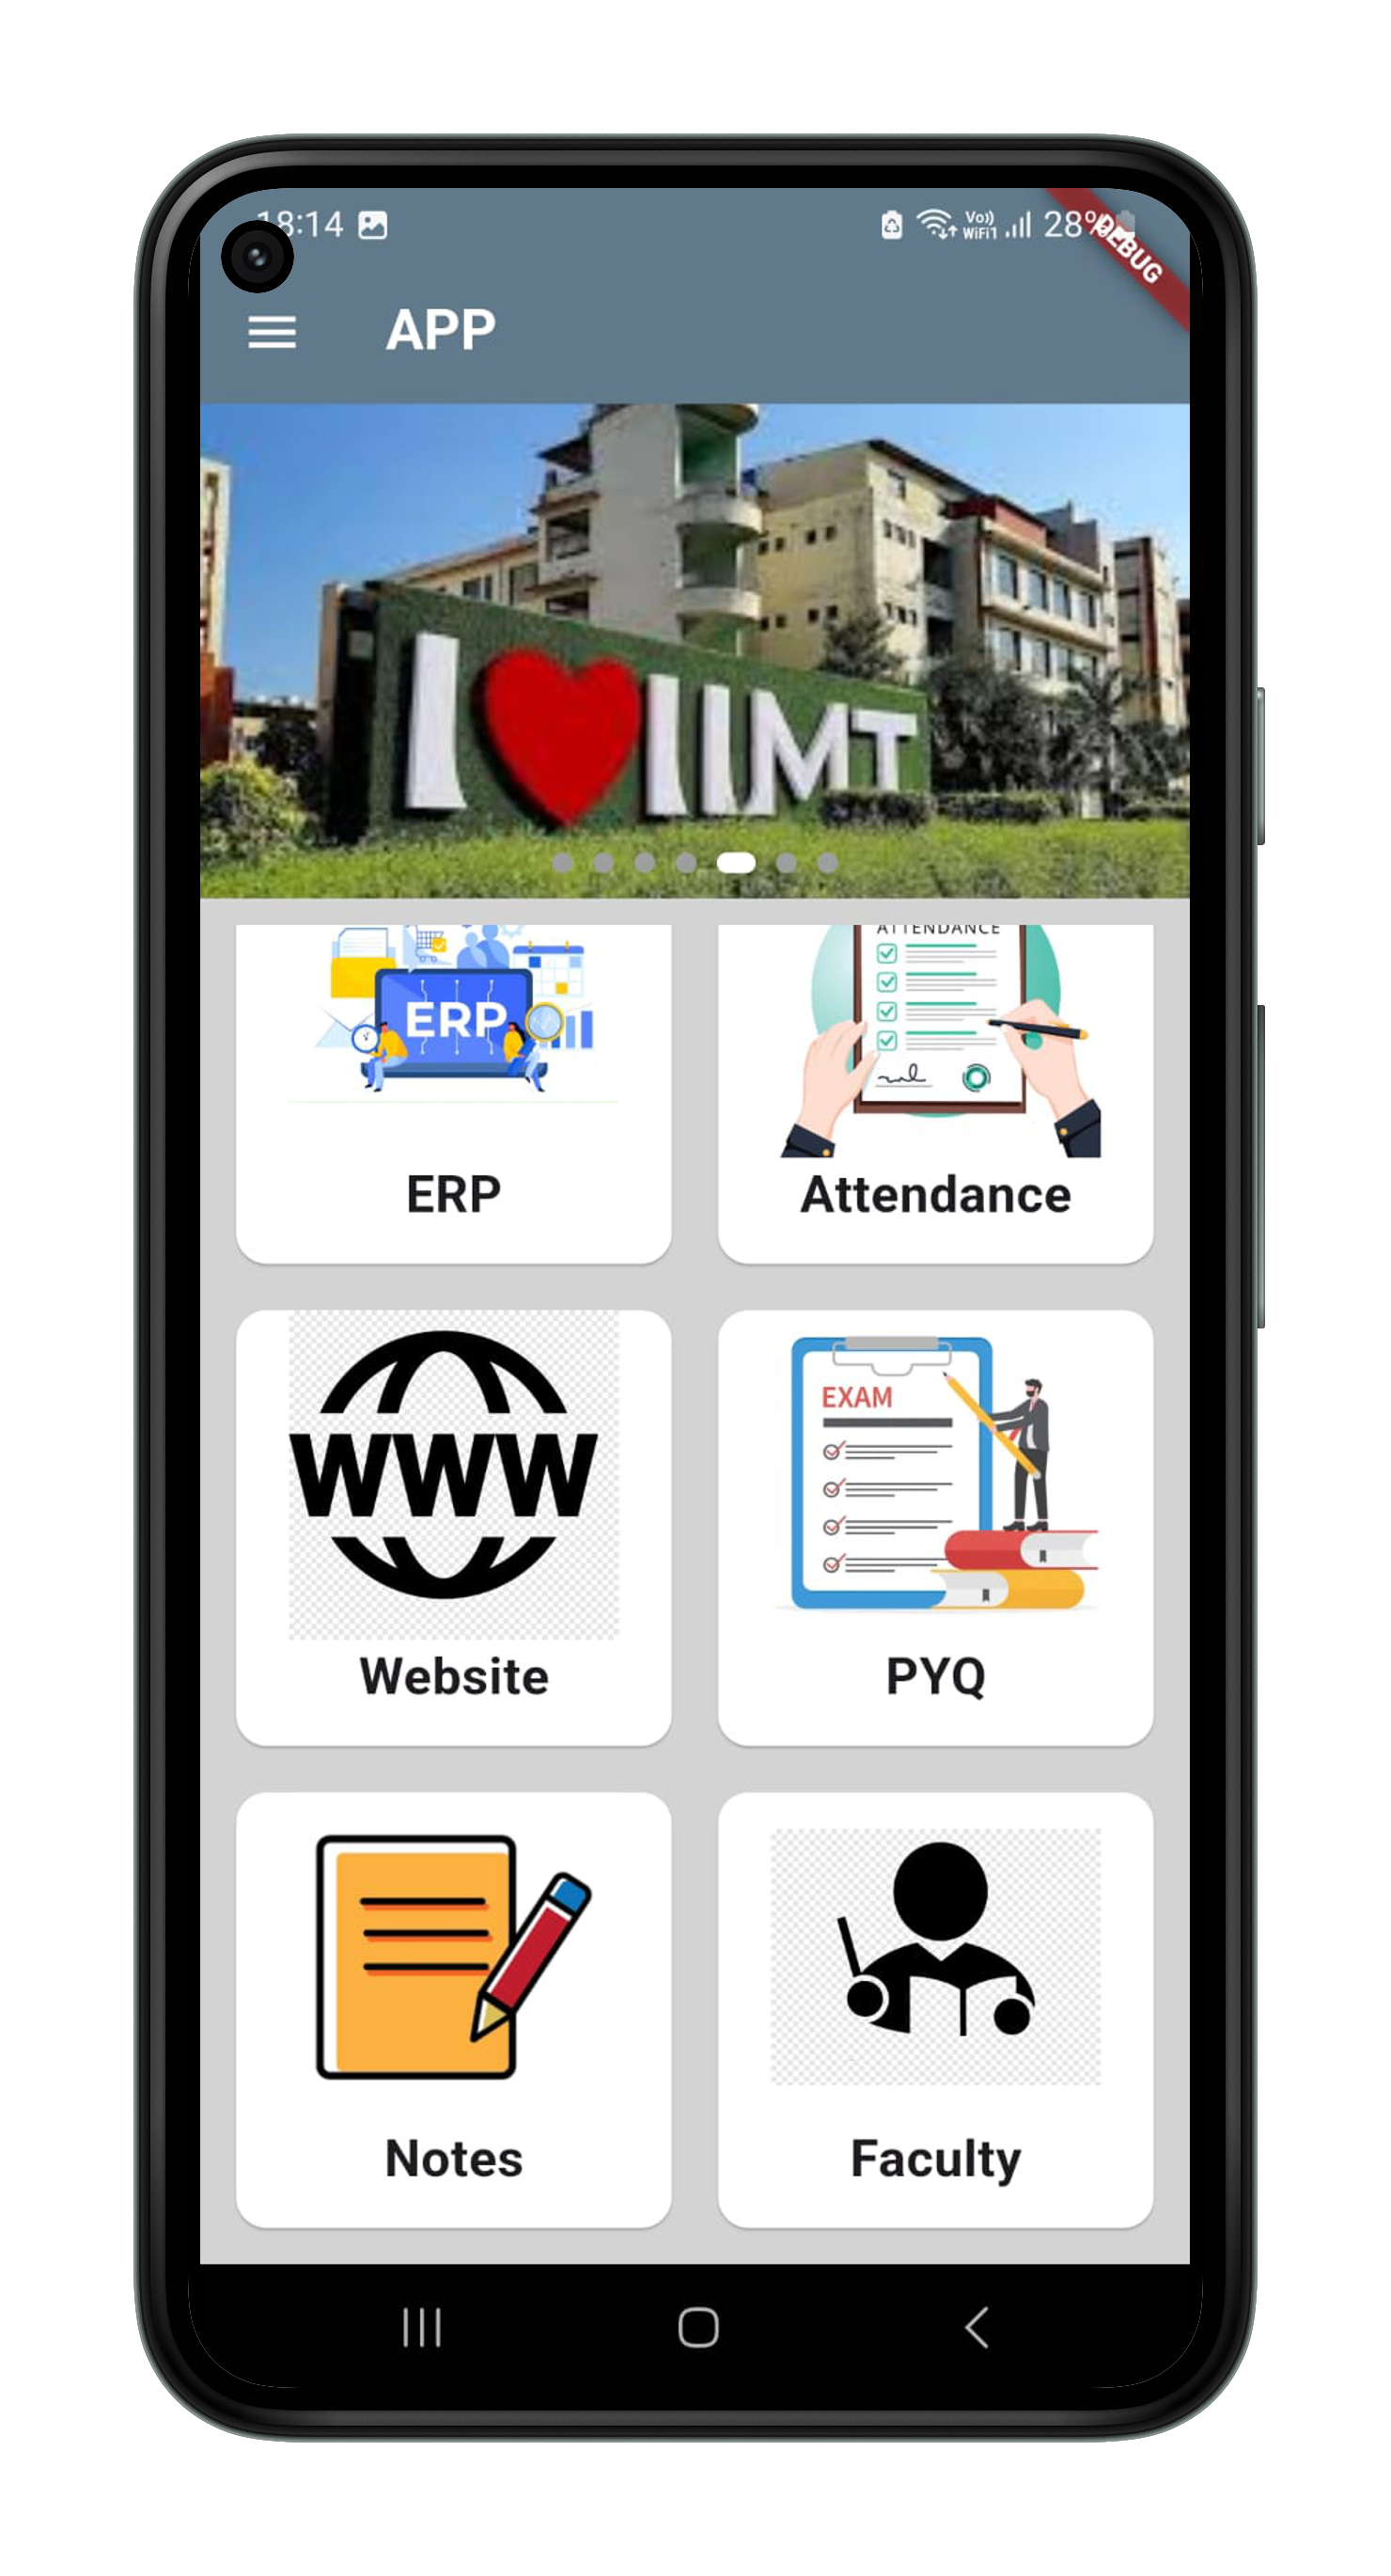 18:14
Vo))
WiFi1
28%
DEBUG
APP
I ❤ IIMT
ERP
ATTENDANCE
ERP
Attendance
WWW
EXAM
Website
PYQ
Notes
Faculty